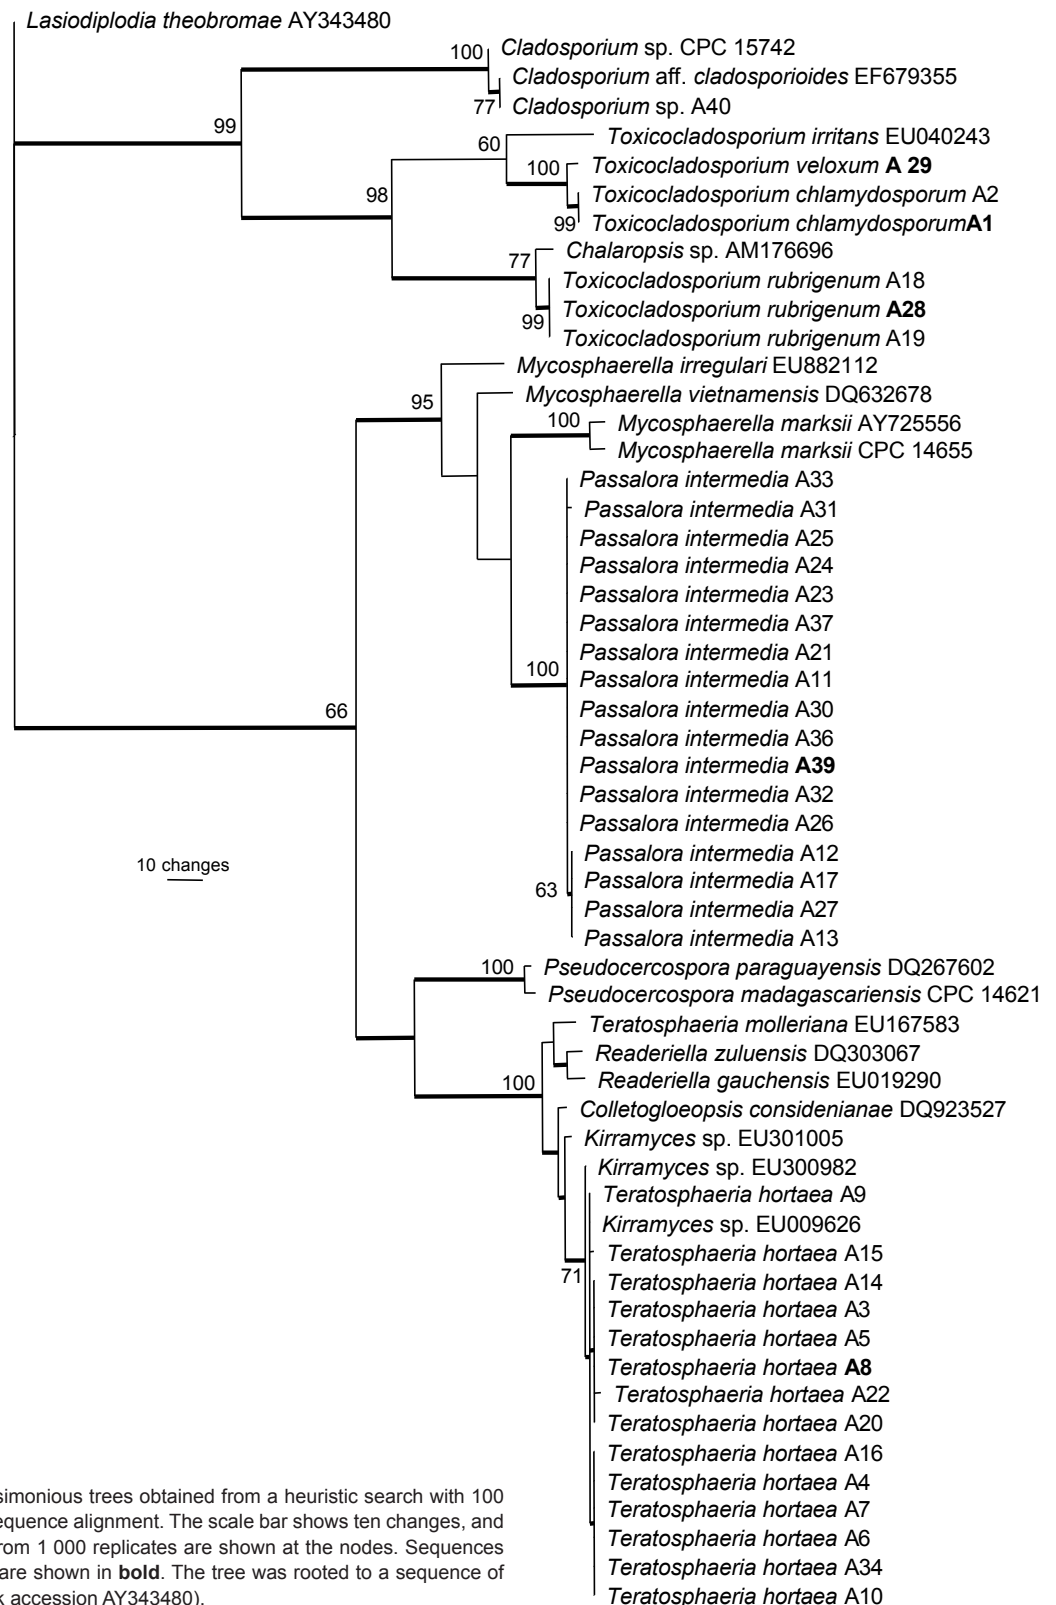 Lasiodiplodia theobromae AY343480
100 Cladosporium sp. CPC 15742
Cladosporium aff. cladosporioides EF679355
77 Cladosporium sp. A40
99
60 Toxicocladosporium irritans EU040243
100 Toxicocladosporium veloxum A 29
98 Toxicocladosporium chlamydosporum A2
99 Toxicocladosporium chlamydosporumA1
77 Chalaropsis sp. AM176696
Toxicocladosporium rubrigenum A18
Toxicocladosporium rubrigenum A28
99 Toxicocladosporium rubrigenum A19
Mycosphaerella irregulari EU882112
95 Mycosphaerella vietnamensis DQ632678
100 Mycosphaerella marksii AY725556
Mycosphaerella marksii CPC 14655
Passalora intermedia A33
Passalora intermedia A31
Passalora intermedia A25
Passalora intermedia A24
Passalora intermedia A23
Passalora intermedia A37
Passalora intermedia A21
100 Passalora intermedia A11
66 Passalora intermedia A30
Passalora intermedia A36
Passalora intermedia A39
Passalora intermedia A32
Passalora intermedia A26
10 changes
Passalora intermedia A12
63 Passalora intermedia A17
Passalora intermedia A27
Passalora intermedia A13
100 Pseudocercospora paraguayensis DQ267602
Pseudocercospora madagascariensis CPC 14621
Teratosphaeria molleriana EU167583
Readeriella zuluensis DQ303067
100 Readeriella gauchensis EU019290
Colletogloeopsis considenianae DQ923527
Kirramyces sp. EU301005
Kirramyces sp. EU300982
Teratosphaeria hortaea A9
Kirramyces sp. EU009626
Teratosphaeria hortaea A15
71 Teratosphaeria hortaea A14
Teratosphaeria hortaea A3
Teratosphaeria hortaea A5
Teratosphaeria hortaea A8
Teratosphaeria hortaea A22
Teratosphaeria hortaea A20
Teratosphaeria hortaea A16
Teratosphaeria hortaea A4
Teratosphaeria hortaea A7
Teratosphaeria hortaea A6
Teratosphaeria hortaea A34
Teratosphaeria hortaea A10
simonious trees obtained from a heuristic search with 100
equence alignment. The scale bar shows ten changes, and
rom 1 000 replicates are shown at the nodes. Sequences
are shown in bold. The tree was rooted to a sequence of
k accession AY343480).